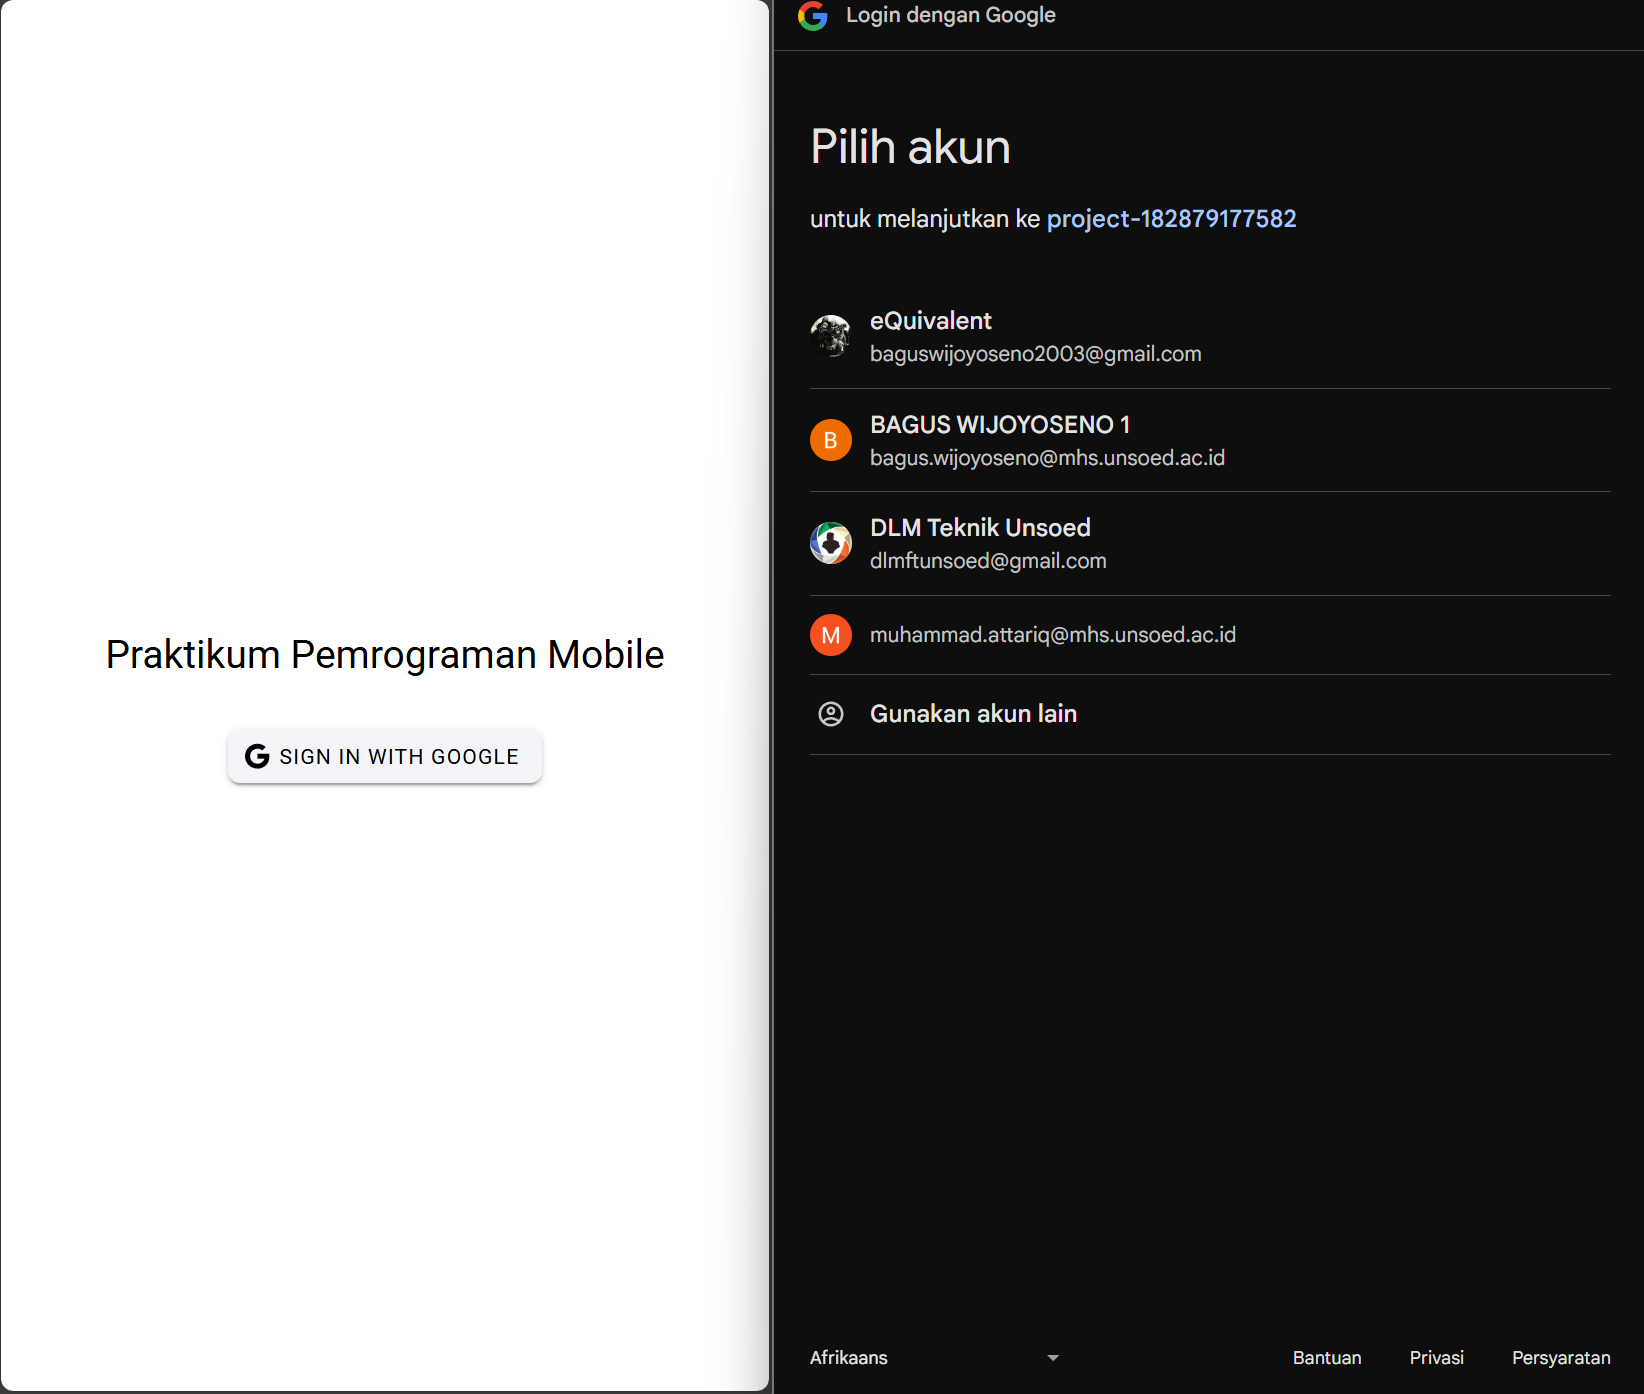 Praktikum Pemrograman Mobile
SIGN IN WITH GOOGLE
Login dengan Google
Pilih akun
untuk melanjutkan ke project-182879177582
eQuivalent
baguswijoyoseno2003@gmail.com
B
BAGUS WIJOYOSENO 1
bagus.wijoyoseno@mhs.unsoed.ac.id
DLM Teknik Unsoed
dlmftunsoed@gmail.com
M
muhammad.attariq@mhs.unsoed.ac.id
Gunakan akun lain
Afrikaans
Bantuan
Privasi
Persyaratan